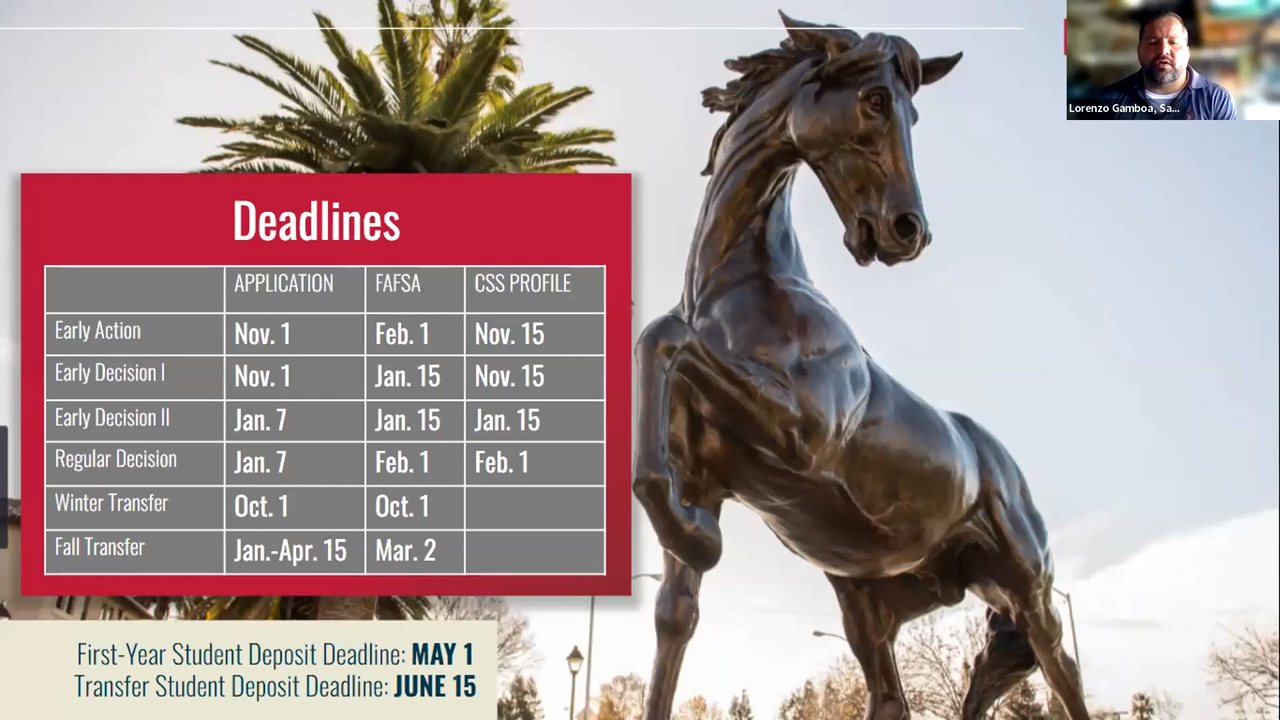 Lorenzo Gamboa, Sa...
Deadlines
APPLICATION FAFSA CSS PROFILE
Early Action Nov. 1 Feb. 1 Nov. 15
Early Decision I Nov. 1 Jan. 15 Nov. 15
Early Decision II Jan. 7 Jan. 15 Jan. 15
Regular Decision Jan. 7 Feb. 1 Feb. 1
Winter Transfer Oct. 1 Oct. 1
Fall Transfer Jan.-Apr. 15 Mar. 2
First-Year Student Deposit Deadline: MAY 1
Transfer Student Deposit Deadline: JUNE 15